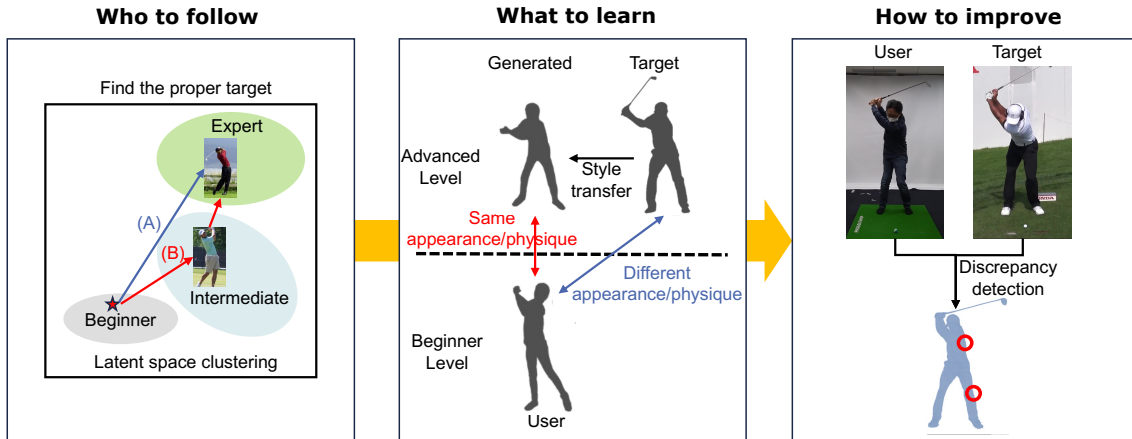 Who to follow
Find the proper target
Expert
(A)
(B)
Intermediate
Beginner
Latent space clustering
What to learn
Generated
Target
Advanced
Level
Style
transfer
Same
appearance/physique
Different
appearance/physique
Beginner
Level
User
How to improve
User
Target
Discrepancy
detection